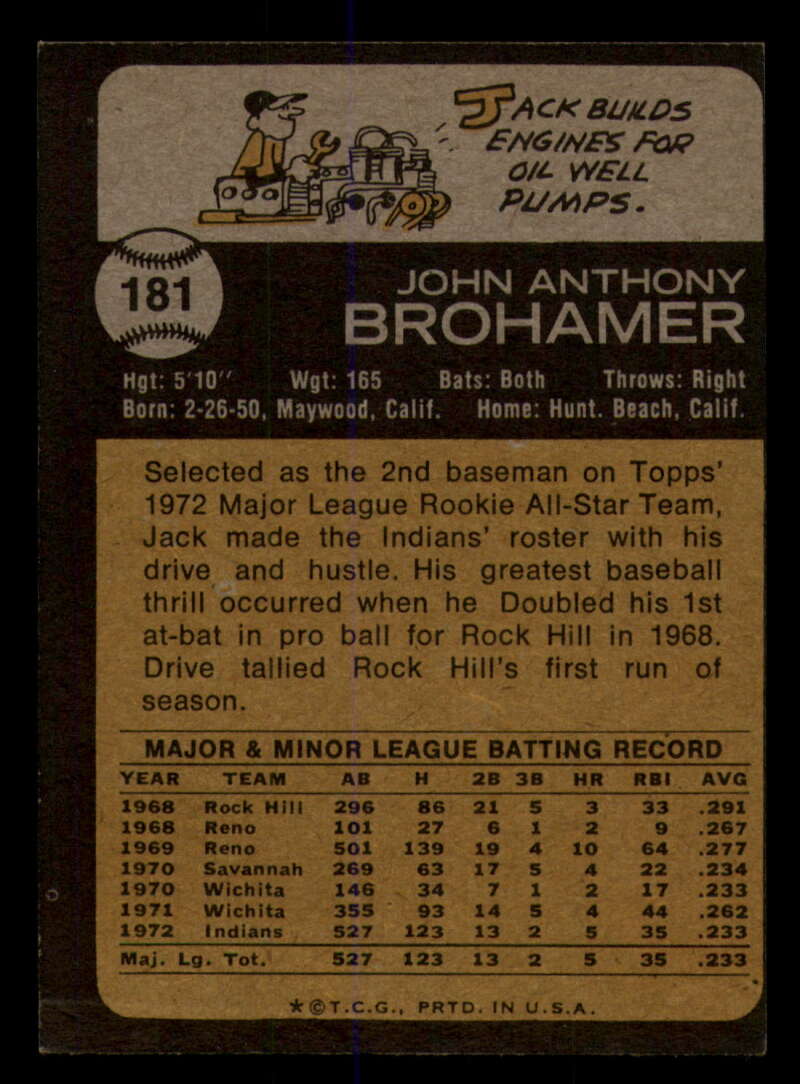 JACK BUILDS
ENGINES FOR
OIL WELL
PUMPS.
181
JOHN ANTHONY
BROHAMER
Hgt: 5'10" Wgt: 165 Bats: Both Throws: Right
Born: 2-26-50, Maywood, Calif. Home: Hunt. Beach, Calif.
Selected as the 2nd baseman on Topps'
1972 Major League Rookie All-Star Team,
Jack made the Indians' roster with his
drive and hustle. His greatest baseball
thrill occurred when he Doubled his 1st
at-bat in pro ball for Rock Hill in 1968.
Drive tallied Rock Hill's first run of
season.
MAJOR & MINOR LEAGUE BATTING RECORD
YEAR TEAM AB H 2B 3B HR RBI AVG
1968 Rock Hill 296 86 21 5 3 33 .291
1968 Reno 101 27 6 1 2 9 .267
1969 Reno 501 139 19 4 10 64 .277
1970 Savannah 269 63 17 5 4 22 .234
1970 Wichita 146 34 7 1 2 17 .233
1971 Wichita 355 93 14 5 4 44 .262
1972 Indians 527 123 13 2 5 35 .233
Maj. Lg. Tot. 527 123 13 2 5 35 .233
*©T.C.G., PRTD. IN U.S.A.